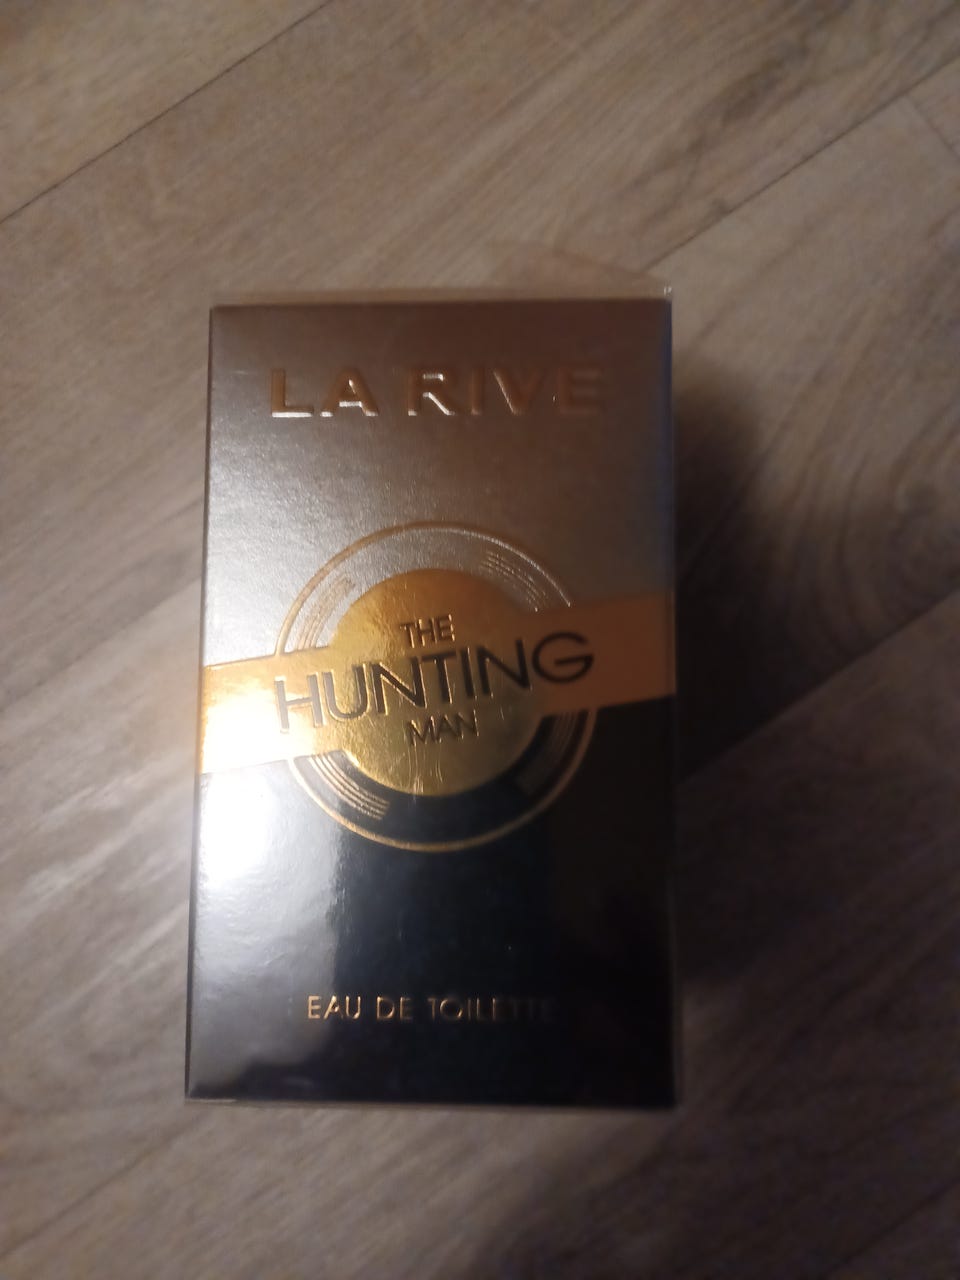 LA RIVE
THE
HUNTING
MAN
EAU DE TOILETTE